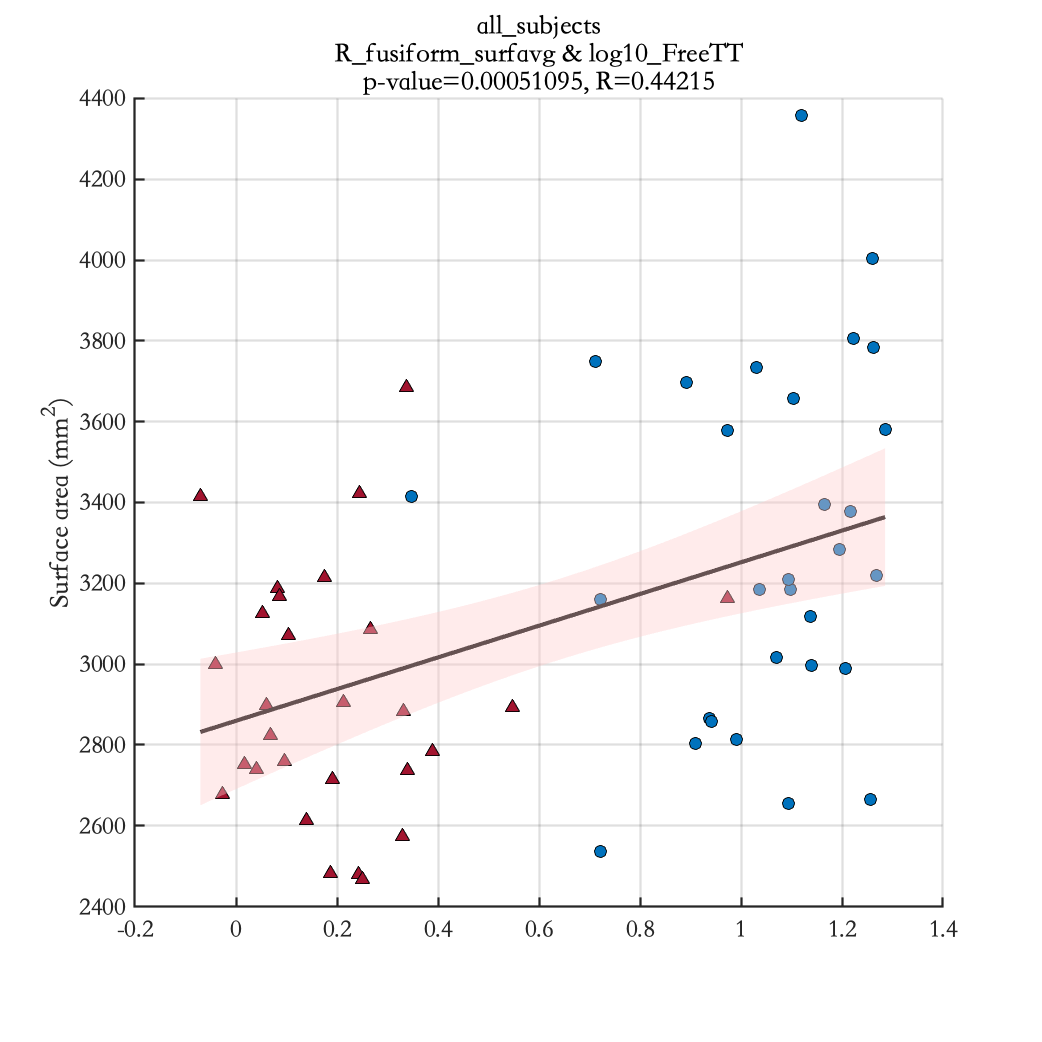 all_subjects
R_fusiform_surfavg & log10_FreeTT
p-value=0.00051095, R=0.44215
4400
4200
4000
3800
3600
3400
3200
3000
2800
2600
2400
Surface area (mm²)
-0.2 0 0.2 0.4 0.6 0.8 1 1.2 1.4